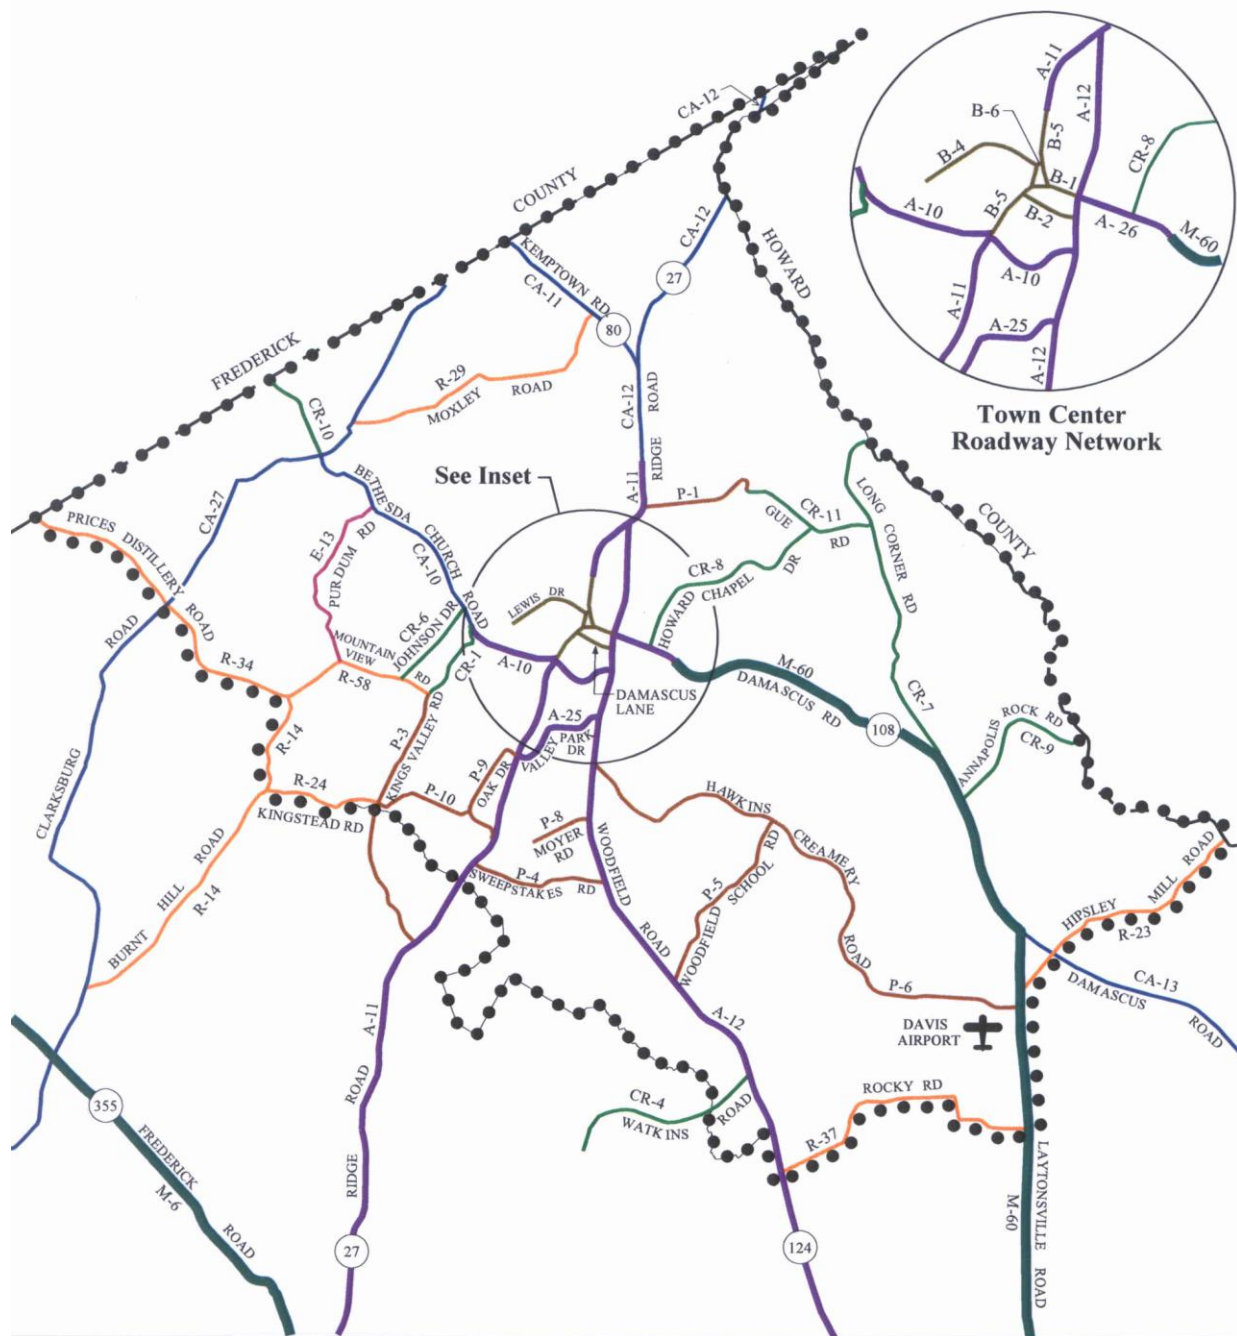 CA-12
COUNTY
FREDERICK
KEMPTOWN RD
CA-11
80
CA-12
27
HOWARD
COUNTY
R-29
MOXLEY ROAD
CR-10
CA-12
RIDGE ROAD
A-11
P-1
See Inset
A-11
A-12
B-6
B-5
B-4
B-1
B-5
B-2
CR-8
A-10
A-26
M-60
A-10
A-11
A-25
A-12
Town Center
Roadway Network
CA-27
BETHESDA CHURCH ROAD
CA-10
PRICES DISTILLERY ROAD
E-13
PURDUM RD
GUE RD
CR-11
LONG CORNER RD
CR-8
HOWARD CHAPEL DR
LEWIS DR
CR-6
JOHNSON DR
CR-1
MOUNTAIN VIEW RD
R-58
R-34
A-10
DAMASCUS
LANE
M-60
DAMASCUS RD
108
CR-7
ANNAPOLIS ROCK RD
CR-9
CLARKSBURG ROAD
R-14
P-3
KINGS VALLEY RD
A-25
VALLEY PARK DR
P-9
OAK DR
R-24
KINGSTEAD RD
P-10
P-8
MOYER RD
HAWKINS CREAMERY ROAD
BURNT HILL ROAD
R-14
P-4
SWEEPSTAKES RD
WOODFIELD ROAD
P-5
WOODFIELD SCHOOL RD
HIPSLEY MILL ROAD
R-23
CA-13
DAMASCUS ROAD
P-6
DAVIS
AIRPORT
A-11
RIDGE ROAD
A-12
355
FREDERICK ROAD
M-6
CR-4
WATKINS ROAD
ROCKY RD
R-37
M-60
LAYTONSVILLE ROAD
27
124